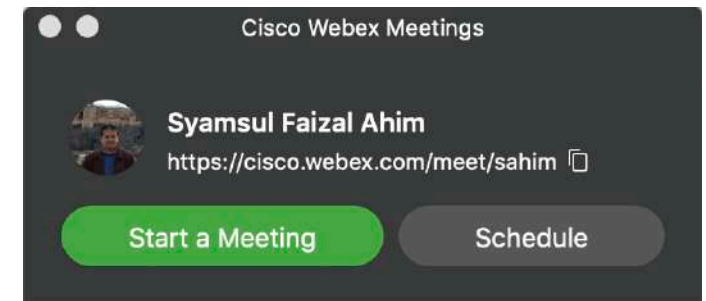 Cisco Webex Meetings
Syamsul Faizal Ahim
https://cisco.webex.com/meet/sahim
Start a Meeting
Schedule